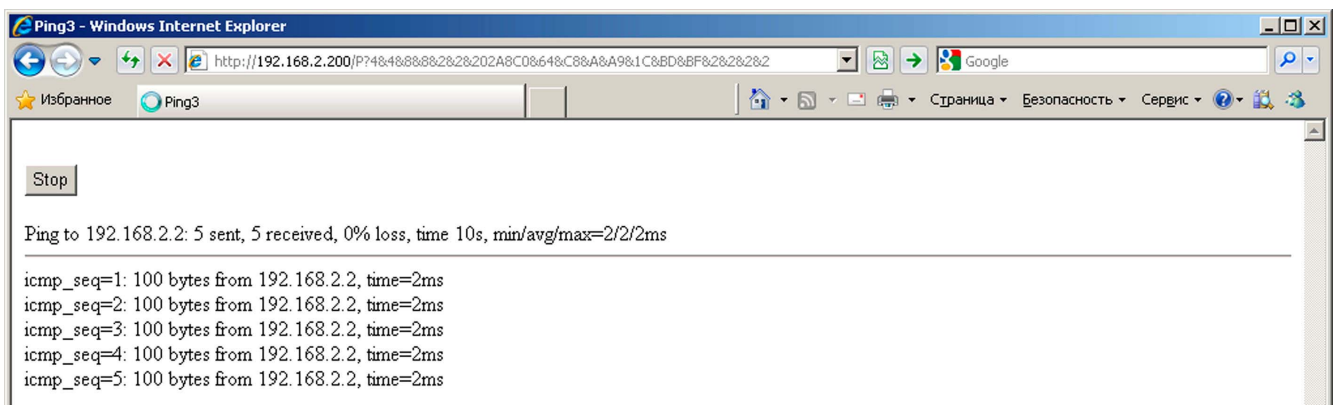 Ping3 - Windows Internet Explorer
http://192.168.2.200/P?4&4&8&8&2&2&202A8C0&64&C8&A&A9&1C&BD&BF&2&2&2&2
Google
Избранное
Ping3
Страница
Безопасность
Сервис
Stop
Ping to 192.168.2.2: 5 sent, 5 received, 0% loss, time 10s, min/avg/max=2/2/2ms
icmp_seq=1: 100 bytes from 192.168.2.2, time=2ms
icmp_seq=2: 100 bytes from 192.168.2.2, time=2ms
icmp_seq=3: 100 bytes from 192.168.2.2, time=2ms
icmp_seq=4: 100 bytes from 192.168.2.2, time=2ms
icmp_seq=5: 100 bytes from 192.168.2.2, time=2ms